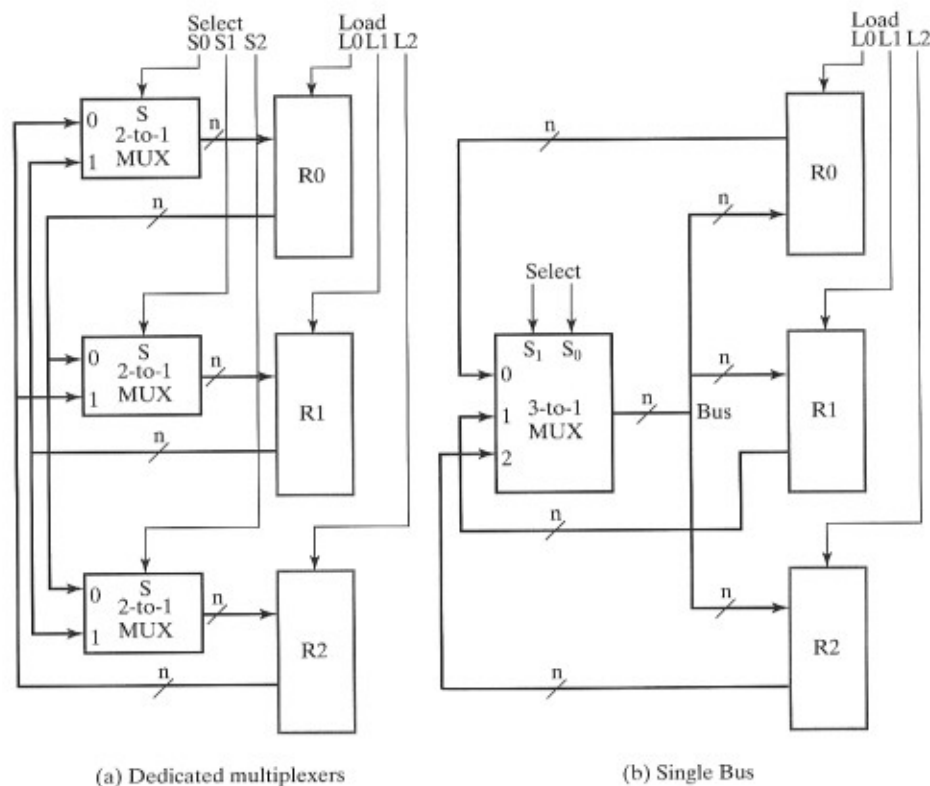 Select
S0 S1 S2
Load
L0 L1 L2
0
S
2-to-1
MUX
1
n
R0
n
0
S
2-to-1
MUX
1
n
R1
n
0
S
2-to-1
MUX
1
n
R2
n
(a) Dedicated multiplexers
Load
L0 L1 L2
n
R0
n
Select
S1 S0
0
1
2
3-to-1
MUX
n
Bus
n
R1
n
n
R2
n
(b) Single Bus